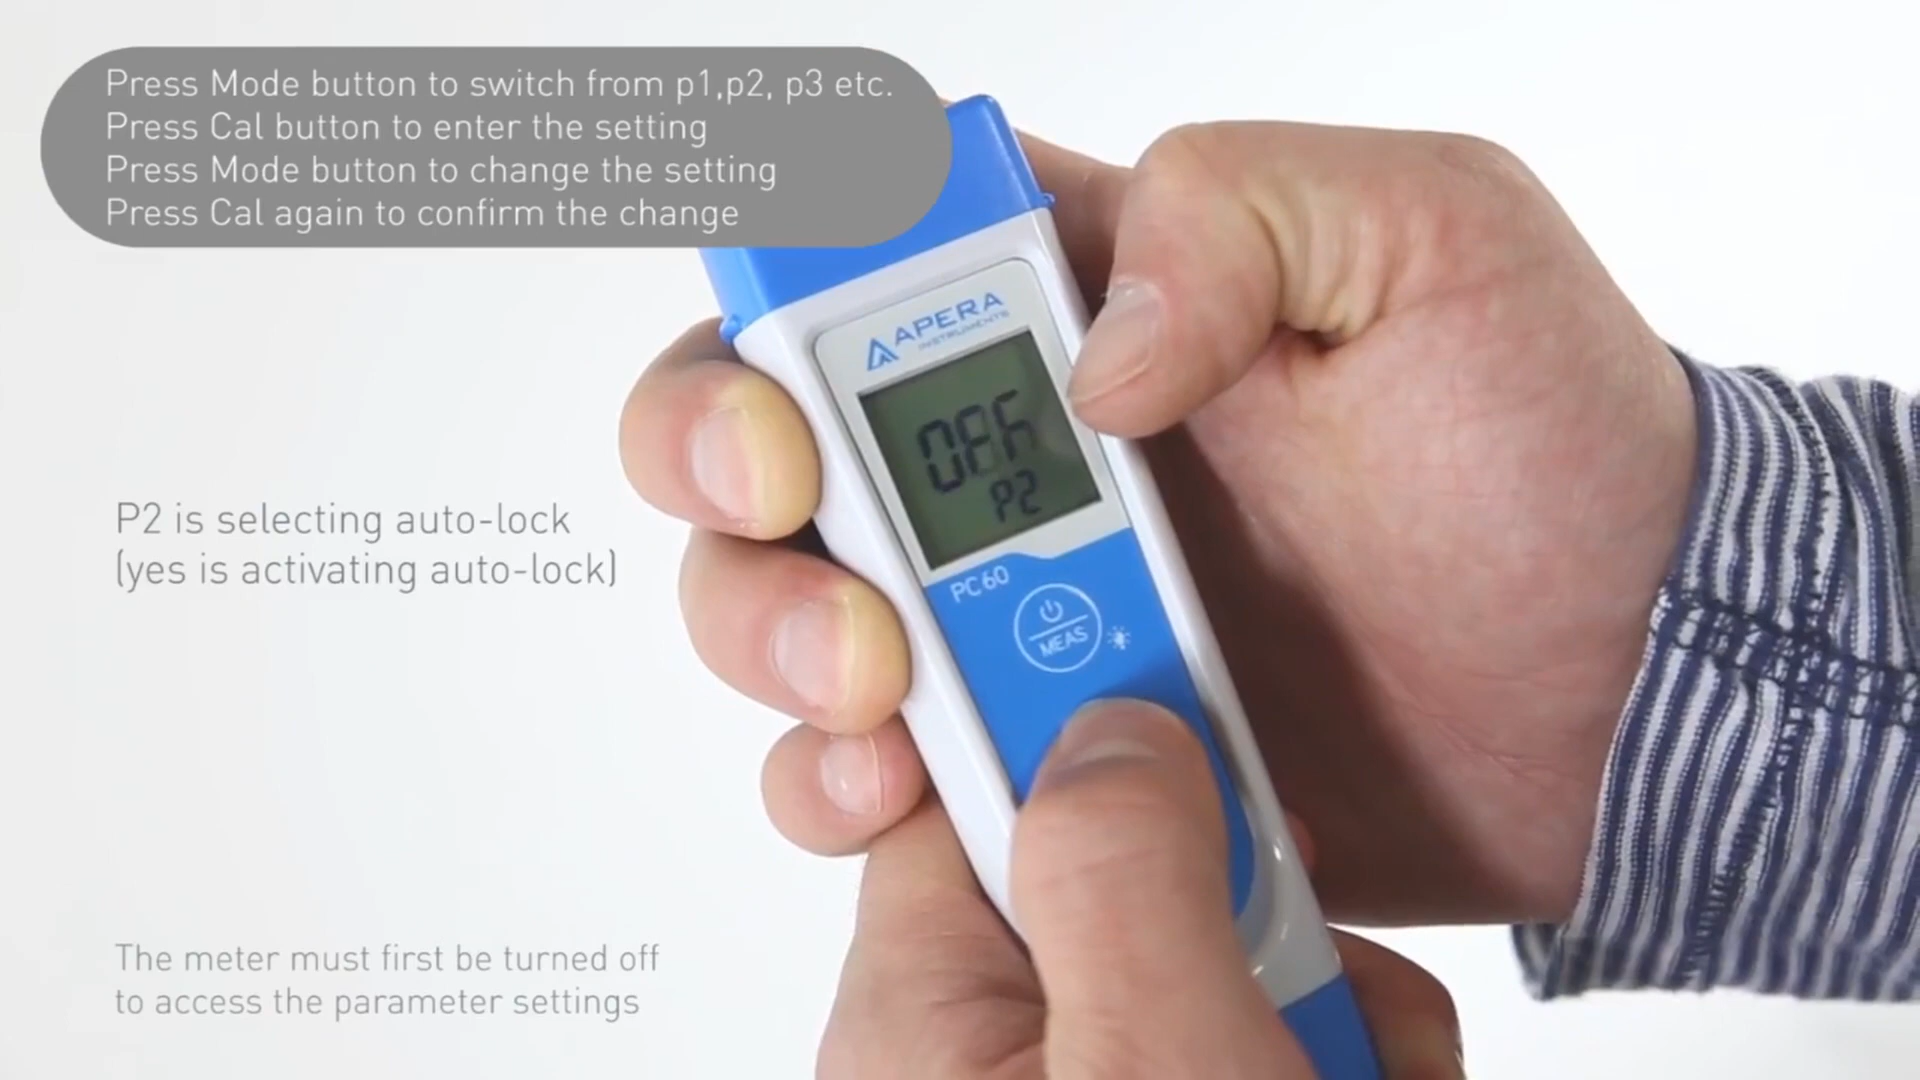 Press Mode button to switch from p1,p2, p3 etc.
Press Cal button to enter the setting
Press Mode button to change the setting
Press Cal again to confirm the change
APERA
INSTRUMENTS
P2
P2 is selecting auto-lock
(yes is activating auto-lock)
PC60
MEAS
The meter must first be turned off
to access the parameter settings